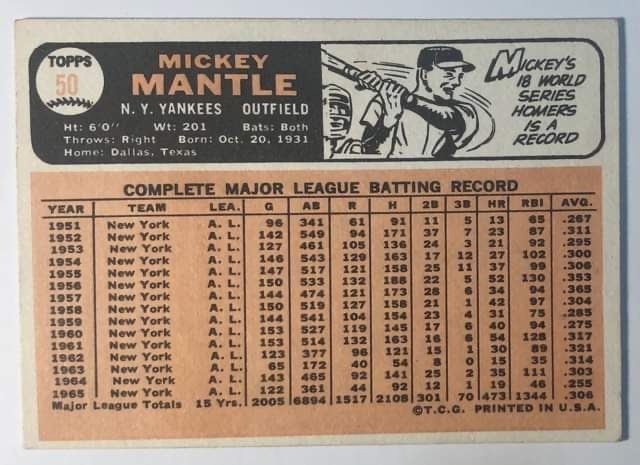 TOPPS
50
MICKEY
MANTLE
N. Y. YANKEES OUTFIELD
Ht: 6'0" Wt: 201 Bats: Both
Throws: Right Born: Oct. 20, 1931
Home: Dallas, Texas
MICKEY'S
18 WORLD
SERIES
HOMERS
IS A
RECORD
COMPLETE MAJOR LEAGUE BATTING RECORD
YEAR TEAM LEA. G AB R H 2B 3B HR RBI AVG.
1951 New York A. L. 96 341 61 91 11 5 13 65 .267
1952 New York A. L. 142 549 94 171 37 7 23 87 .311
1953 New York A. L. 127 461 105 136 24 3 21 92 .295
1954 New York A. L. 146 543 129 163 17 12 27 102 .300
1955 New York A. L. 147 517 121 158 25 11 37 99 .306
1956 New York A. L. 150 533 132 188 22 5 52 130 .353
1957 New York A. L. 144 474 121 173 28 6 34 94 .365
1958 New York A. L. 150 519 127 158 21 1 42 97 .304
1959 New York A. L. 144 541 104 154 23 4 31 75 .285
1960 New York A. L. 153 527 119 145 17 6 40 94 .275
1961 New York A. L. 153 514 132 163 16 6 54 128 .317
1962 New York A. L. 123 377 96 121 15 1 30 89 .321
1963 New York A. L. 65 172 40 54 8 0 15 35 .314
1964 New York A. L. 143 465 92 141 25 2 35 111 .303
1965 New York A. L. 122 361 44 92 12 1 19 46 .255
Major League Totals 15 Yrs. 2005 6894 1517 2108 301 70 473 1344 .306
©T.C.G. PRINTED IN U.S.A.